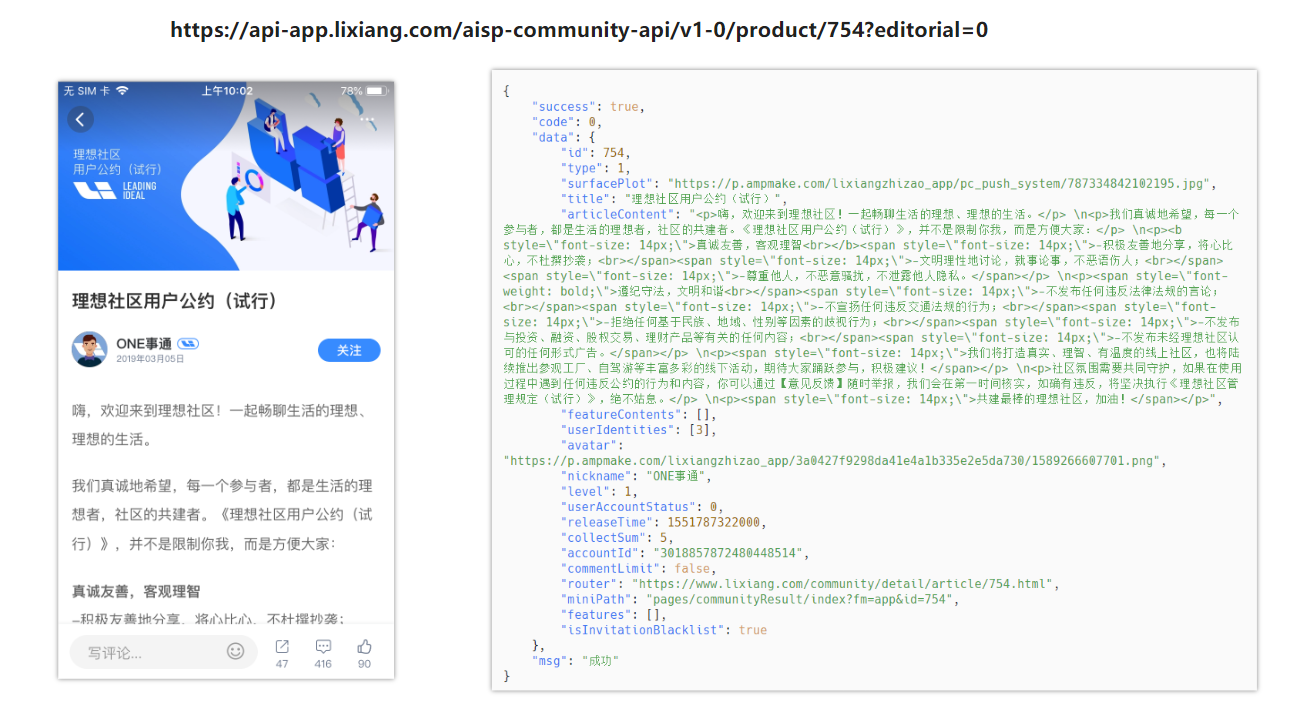 https://api-app.lixiang.com/aisp-community-api/v1-0/product/754?editorial=0
无 SIM 卡 上午10:02 78%
理想社区
用户公约（试行）
LEADING
IDEAL
理想社区用户公约（试行）
ONE事通
2019年03月05日
关注
嗨，欢迎来到理想社区！一起畅聊生活的理想、
理想的生活。
我们真诚地希望，每一个参与者，都是生活的理
想者，社区的共建者。《理想社区用户公约（试
行）》，并不是限制你我，而是方便大家：
真诚友善，客观理智
-积极友善地分享，将心比心，不杜撰抄袭；
写评论...
47 416 90
{
"success": true,
"code": 0,
"data": {
"id": 754,
"type": 1,
"surfacePlot": "https://p.ampmake.com/lixiangzhizao_app/pc_push_system/787334842102195.jpg",
"title": "理想社区用户公约（试行）",
"articleContent": "<p>嗨，欢迎来到理想社区！一起畅聊生活的理想、理想的生活。</p> \n<p>我们真诚地希望，每一个
参与者，都是生活的理想者，社区的共建者。《理想社区用户公约（试行）》，并不是限制你我，而是方便大家：</p> \n<p><b
style=\"font-size: 14px;\">真诚友善，客观理智<br></b><span style=\"font-size: 14px;\">-积极友善地分享，将心比
心，不杜撰抄袭；<br></span><span style=\"font-size: 14px;\">-文明理性地讨论，就事论事，不恶语伤人；<br></span>
<span style=\"font-size: 14px;\">-尊重他人，不恶意骚扰，不泄露他人隐私。</span></p> \n<p><span style=\"font-
weight: bold;\">遵纪守法，文明和谐<br></span><span style=\"font-size: 14px;\">-不发布任何违反法律法规的言论；
<br></span><span style=\"font-size: 14px;\">-不宣扬任何违反交通法规的行为；<br></span><span style=\"font-
size: 14px;\">-拒绝任何基于民族、地域、性别等因素的歧视行为；<br></span><span style=\"font-size: 14px;\">-不发布
与投资、融资、股权交易、理财产品等有关的任何内容；<br></span><span style=\"font-size: 14px;\">-不发布未经理想社区认
可的任何形式广告。</span></p> \n<p><span style=\"font-size: 14px;\">我们将打造真实、理智、有温度的线上社区，也将陆
续推出参观工厂、自驾游等丰富多彩的线下活动，期待大家踊跃参与，积极建议！</span></p> \n<p>社区氛围需要共同守护，如果在使用
过程中遇到任何违反公约的行为和内容，你可以通过【意见反馈】随时举报，我们会在第一时间核实，如确有违反，将坚决执行《理想社区管
理规定（试行）》，绝不姑息。</p> \n<p><span style=\"font-size: 14px;\">共建最棒的理想社区，加油！</span></p>",
"featureContents": [],
"userIdentities": [3],
"avatar":
"https://p.ampmake.com/lixiangzhizao_app/3a0427f9298da41e4a1b335e2e5da730/1589266607701.png",
"nickname": "ONE事通",
"level": 1,
"userAccountStatus": 0,
"releaseTime": 1551787322000,
"collectSum": 5,
"accountId": "3018857872480448514",
"commentLimit": false,
"router": "https://www.lixiang.com/community/detail/article/754.html",
"miniPath": "pages/communityResult/index?fm=app&id=754",
"features": [],
"isInvitationBlacklist": true
},
"msg": "成功"
}